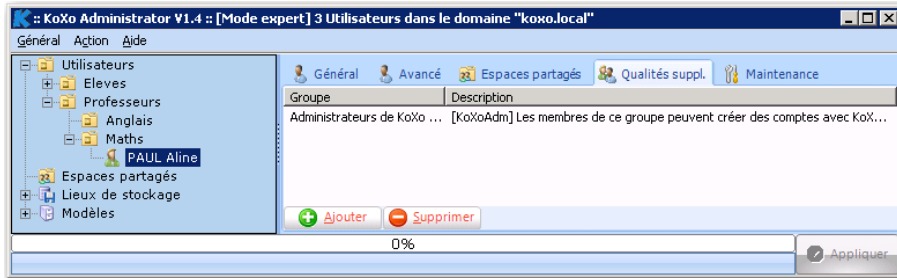 :: KoXo Administrator V1.4 :: [Mode expert] 3 Utilisateurs dans le domaine "koxo.local"
Général Action Aide
Utilisateurs
Eleves
Professeurs
Anglais
Maths
PAUL Aline
Espaces partagés
Lieux de stockage
Modèles
Général Avancé Espaces partagés Qualités suppl. Maintenance
Groupe Description
Administrateurs de KoXo ... [KoXoAdm] Les membres de ce groupe peuvent créer des comptes avec KoX...
Ajouter Supprimer
0%
Appliquer